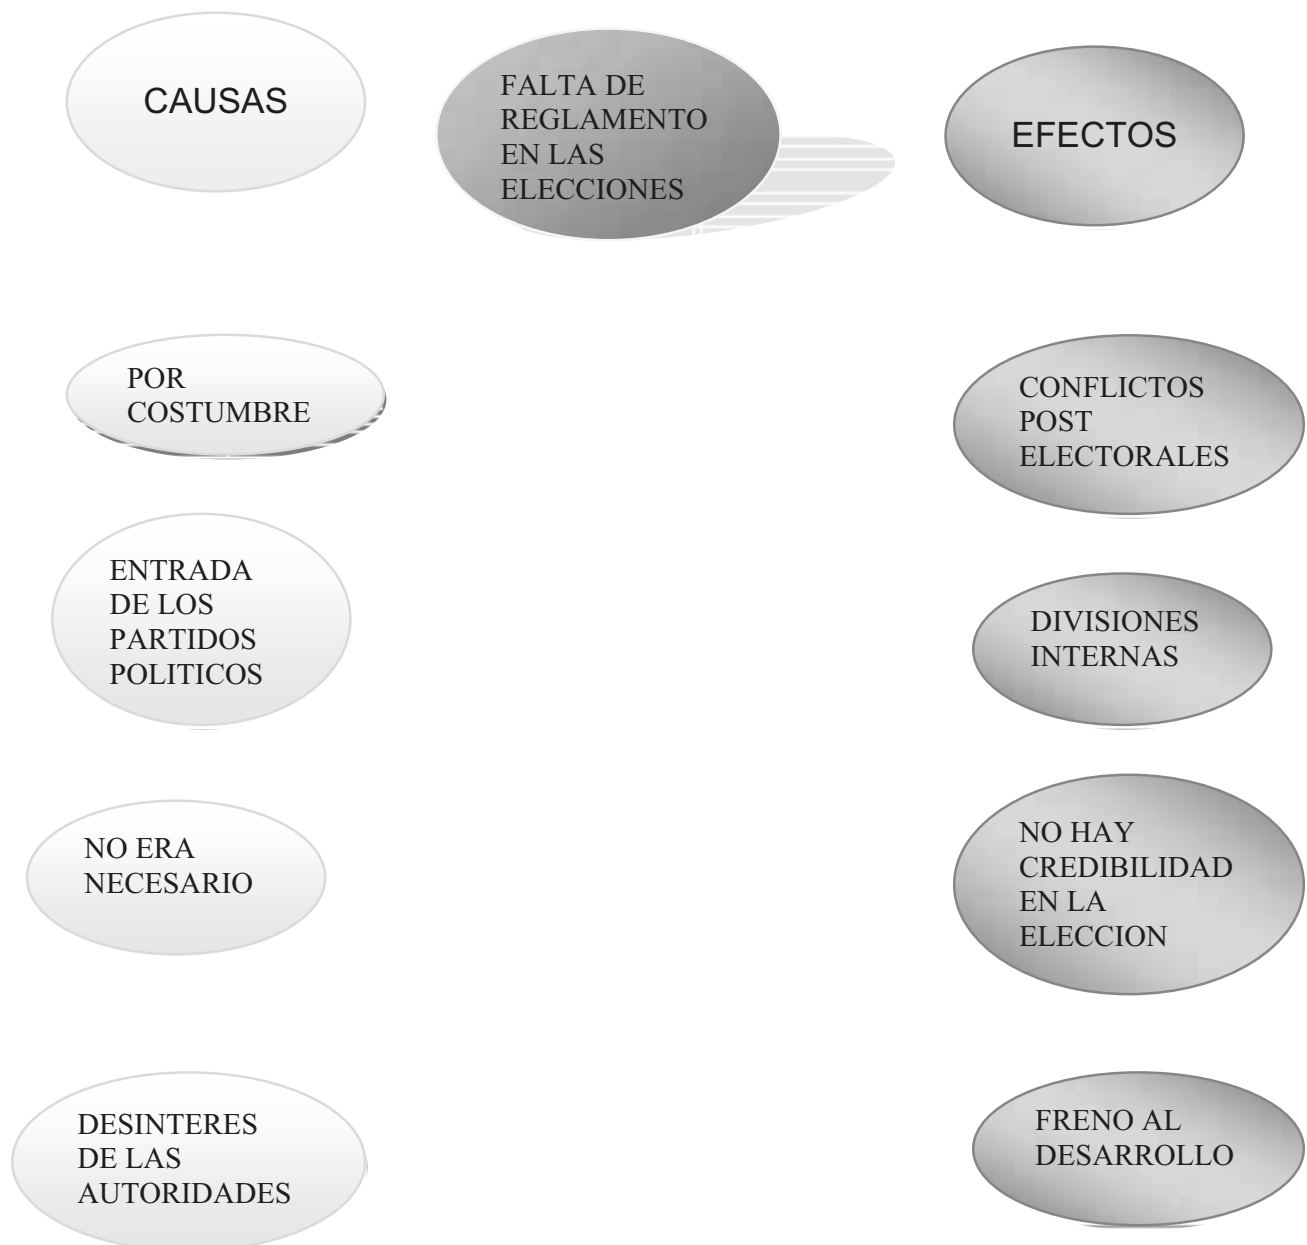 CAUSAS
FALTA DE
REGLAMENTO
EN LAS
ELECCIONES
EFECTOS
POR
COSTUMBRE
CONFLICTOS
POST
ELECTORALES
ENTRADA
DE LOS
PARTIDOS
POLITICOS
DIVISIONES
INTERNAS
NO ERA
NECESARIO
NO HAY
CREDIBILIDAD
EN LA
ELECCION
DESINTERES
DE LAS
AUTORIDADES
FRENO AL
DESARROLLO